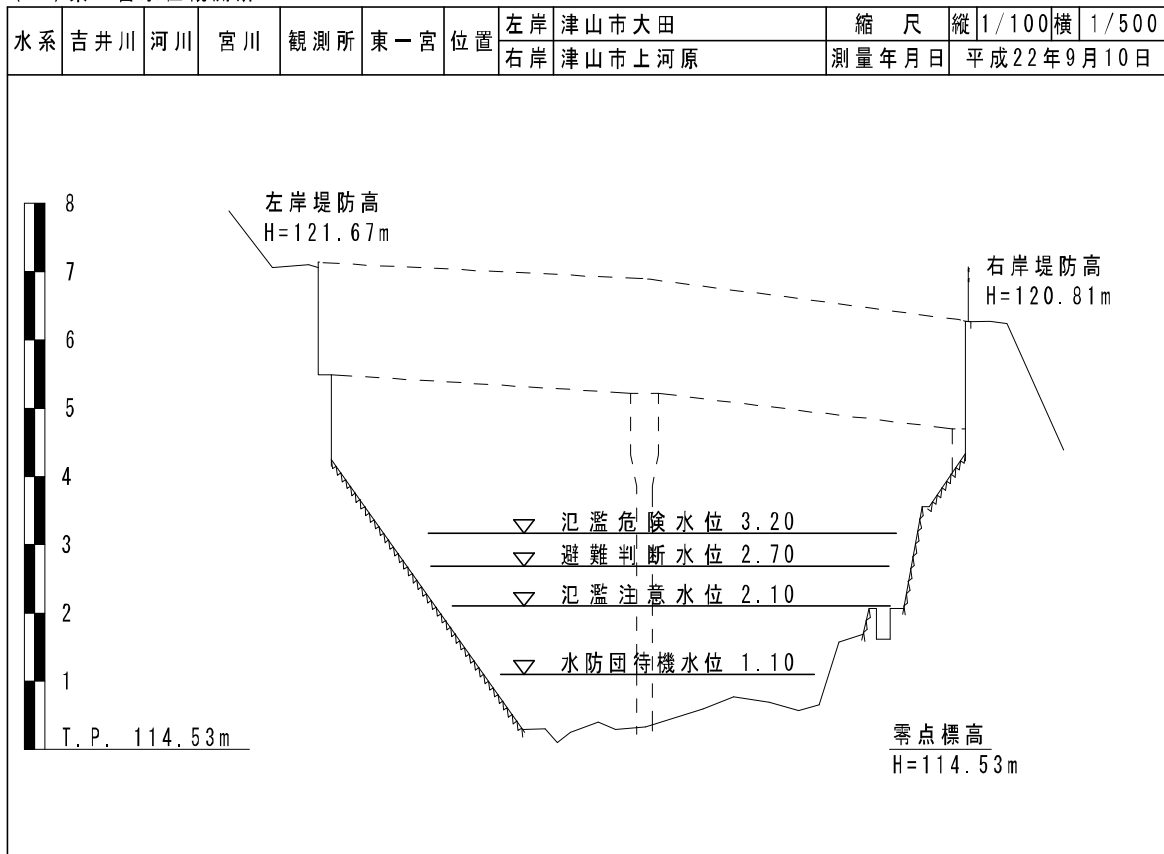 水系 吉井川 河川 宮川 観測所 東一宮 位置 左岸 津山市大田 縮尺 縦 1/100 横 1/500
右岸 津山市上河原 測量年月日 平成22年9月10日
8
左岸堤防高
H=121.67m
7
右岸堤防高
H=120.81m
6
5
4
氾濫危険水位 3.20
3
避難判断水位 2.70
氾濫注意水位 2.10
2
水防団待機水位 1.10
1
T.P. 114.53m
零点標高
H=114.53m